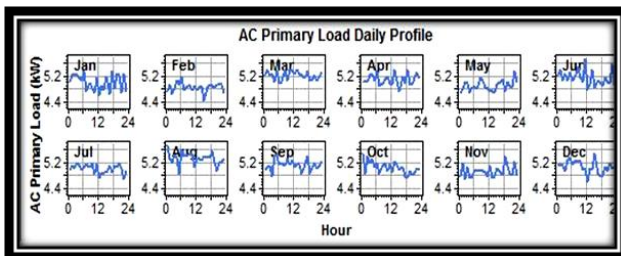 AC Primary Load Daily Profile
AC Primary Load (kW)
Jan Feb Mar Apr May Jun
5.2 5.2 5.2 5.2 5.2 5.2
4.4 4.4 4.4 4.4 4.4 4.4
0 12 24 0 12 24 0 12 24 0 12 24 0 12 24 0 12 2
Jul Aug Sep Oct Nov Dec
5.2 5.2 5.2 5.2 5.2 5.2
4.4 4.4 4.4 4.4 4.4 4.4
0 12 24 0 12 24 0 12 24 0 12 24 0 12 24 0 12 2
Hour